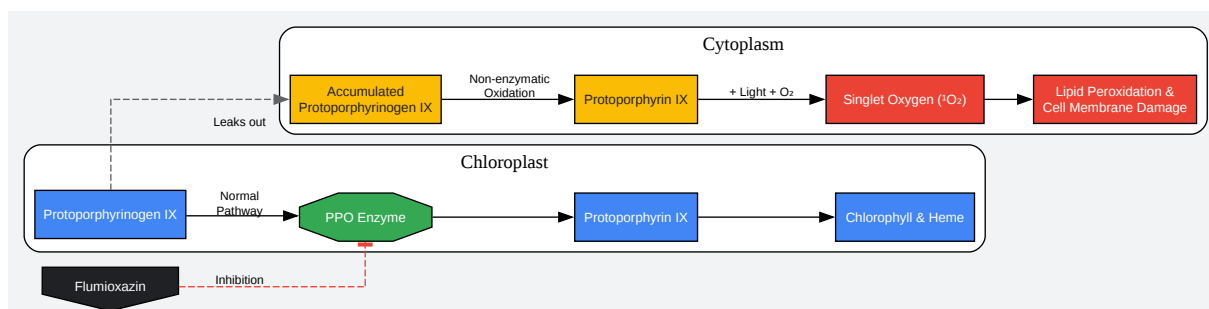 Cytoplasm
Accumulated
Protoporphyrinogen IX
Non-enzymatic
Oxidation
Protoporphyrin IX
+ Light + O₂
Singlet Oxygen (¹O₂)
Lipid Peroxidation &
Cell Membrane Damage
Leaks out
Chloroplast
Protoporphyrinogen IX
Normal
Pathway
PPO Enzyme
Protoporphyrin IX
Chlorophyll & Heme
Flumioxazin
Inhibition